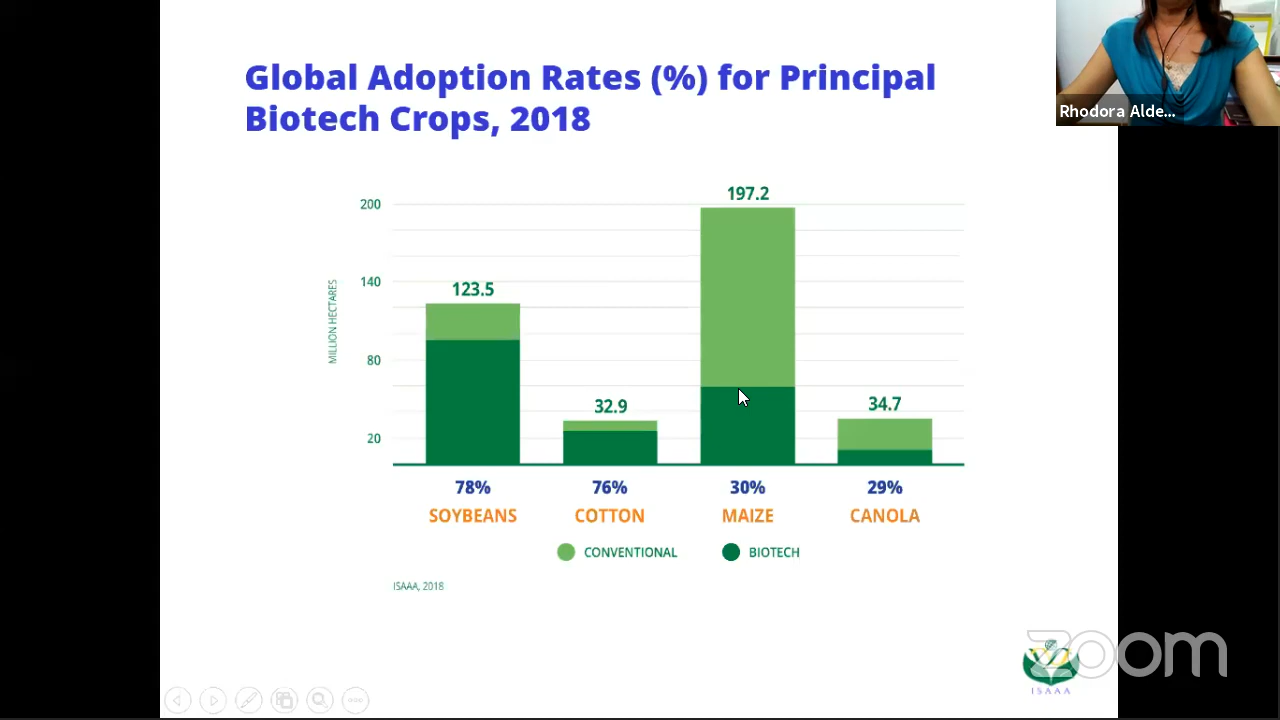 Global Adoption Rates (%) for Principal
Biotech Crops, 2018
Rhodora Alde...
MILLION HECTARES
200
140
80
20
123.5
32.9
197.2
34.7
78%
76%
30%
29%
SOYBEANS
COTTON
MAIZE
CANOLA
CONVENTIONAL
BIOTECH
ISAAA, 2018
zoom
ISAAA